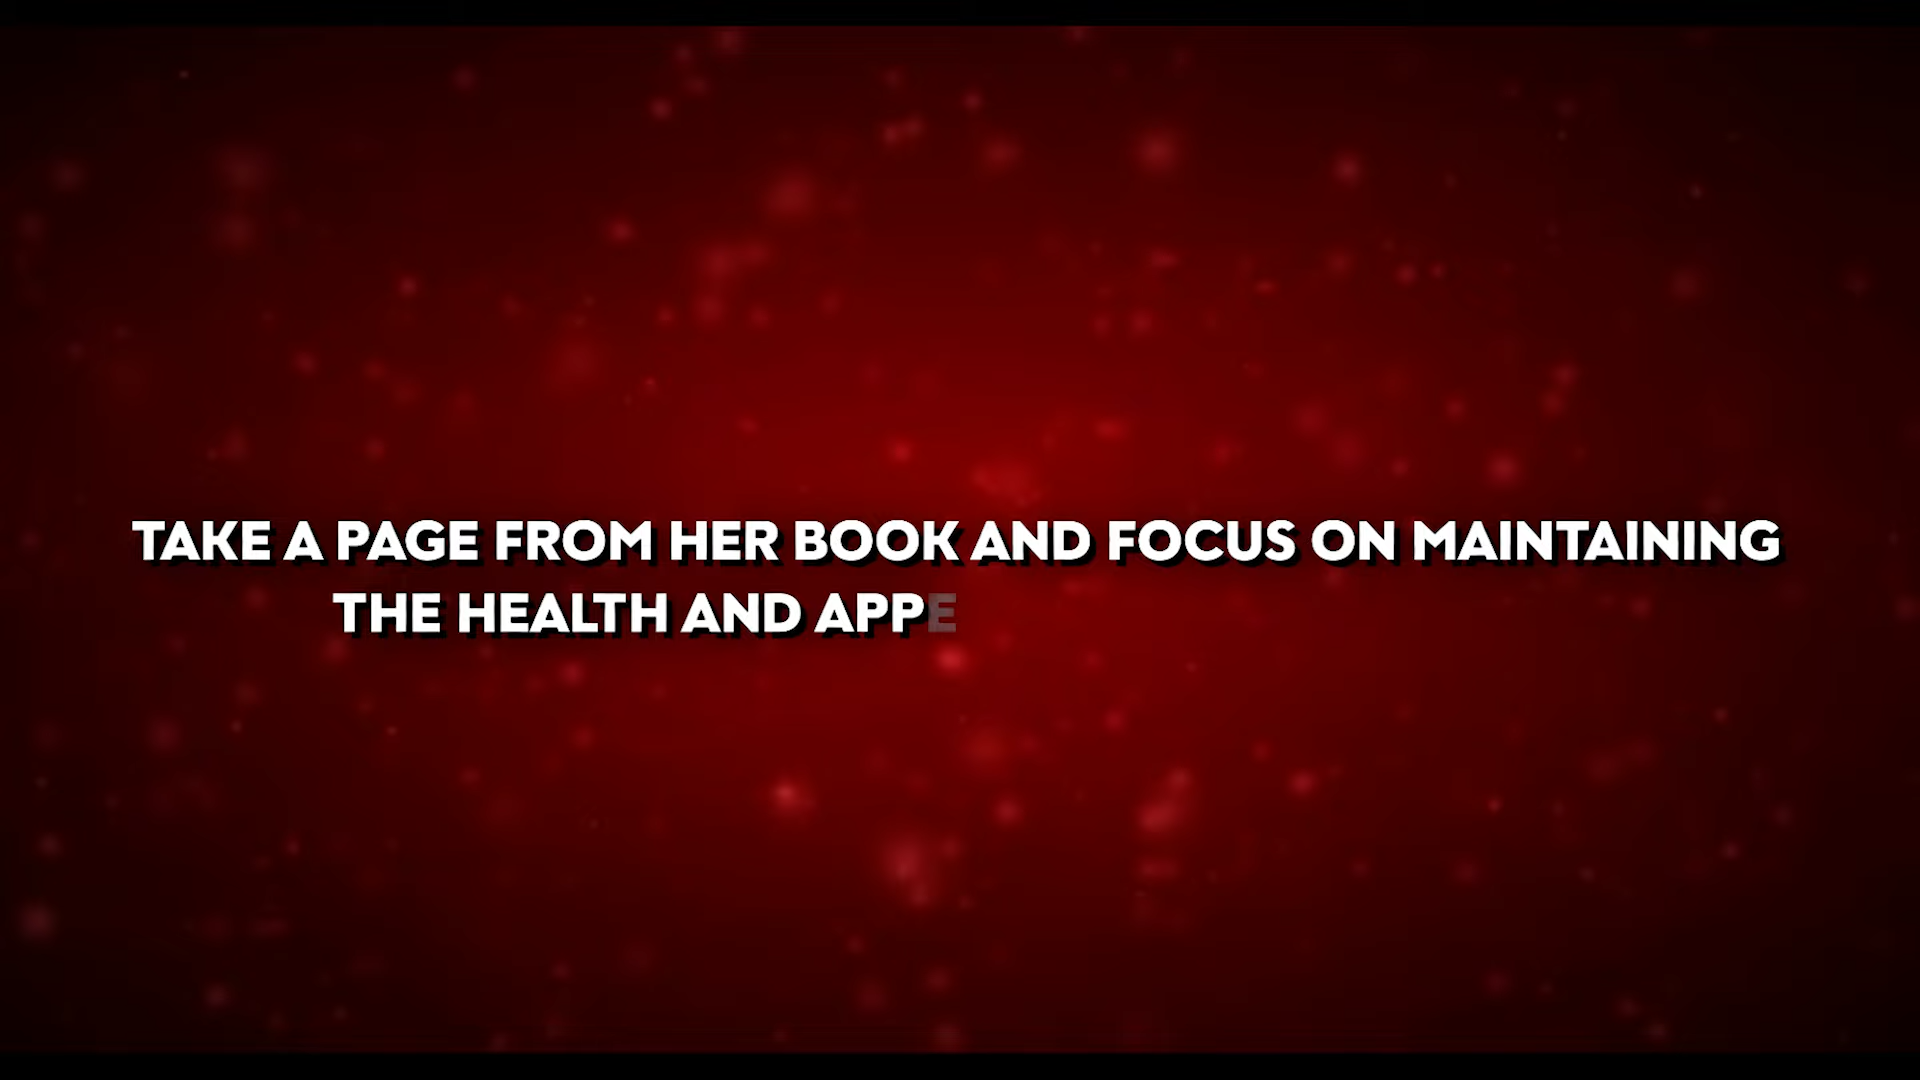 TAKE A PAGE FROM HER BOOK AND FOCUS ON MAINTAINING
THE HEALTH AND APPE